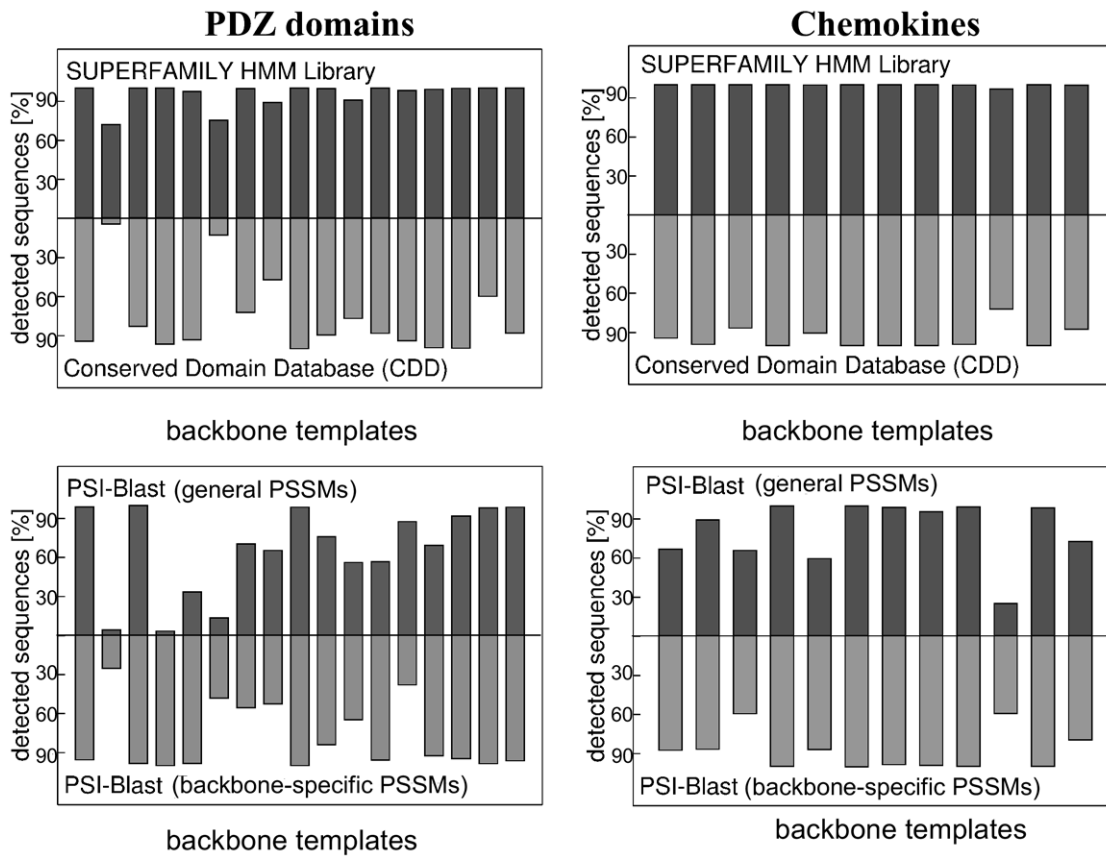 PDZ domains
SUPERFAMILY HMM Library
detected sequences [%]
90
60
30
30
60
90
Conserved Domain Database (CDD)
backbone templates
Chemokines
SUPERFAMILY HMM Library
detected sequences [%]
90
60
30
30
60
90
Conserved Domain Database (CDD)
backbone templates
PSI-Blast (general PSSMs)
detected sequences [%]
90
60
30
30
60
90
PSI-Blast (backbone-specific PSSMs)
backbone templates
PSI-Blast (general PSSMs)
detected sequences [%]
90
60
30
30
60
90
PSI-Blast (backbone-specific PSSMs)
backbone templates